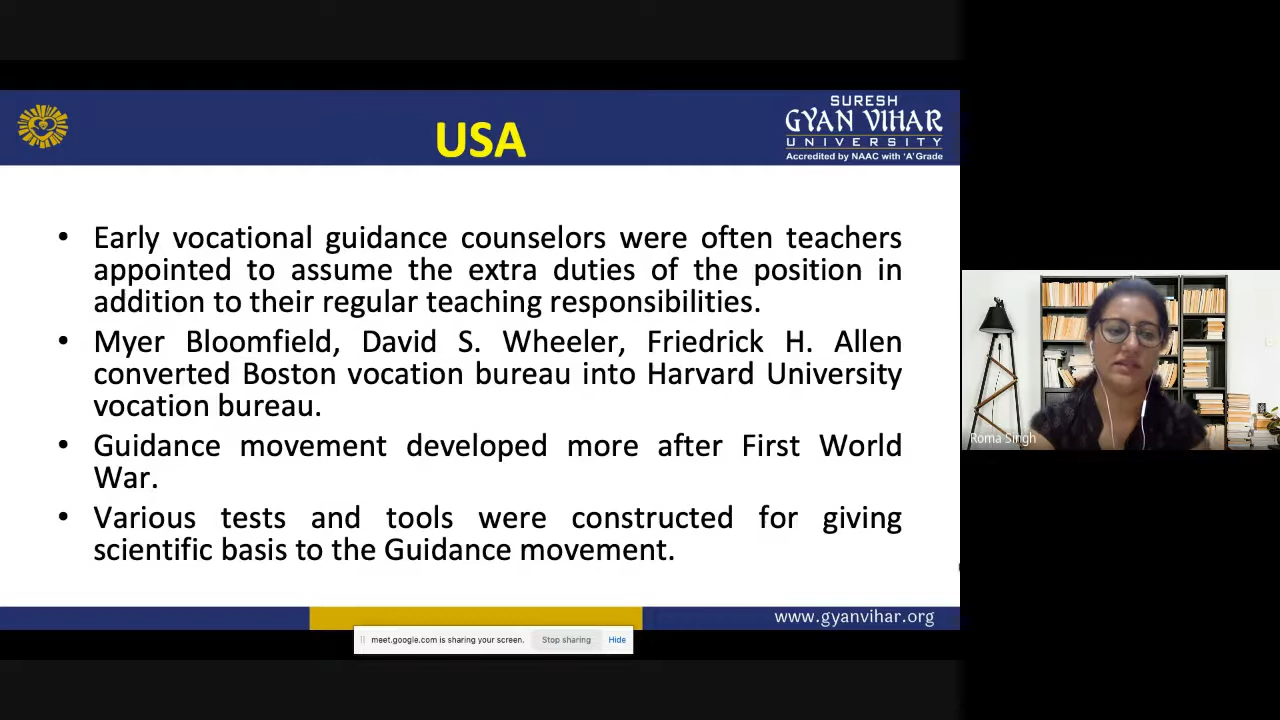 USA
SURESH
GYAN VIHAR
UNIVERSITY
Accredited by NAAC with 'A' Grade
• Early vocational guidance counselors were often teachers
appointed to assume the extra duties of the position in
addition to their regular teaching responsibilities.
• Myer Bloomfield, David S. Wheeler, Friedrick H. Allen
converted Boston vocation bureau into Harvard University
vocation bureau.
• Guidance movement developed more after First World
War.
• Various tests and tools were constructed for giving
scientific basis to the Guidance movement.
www.gyanvihar.org
meet.google.com is sharing your screen. Stop sharing Hide
Roma Singh